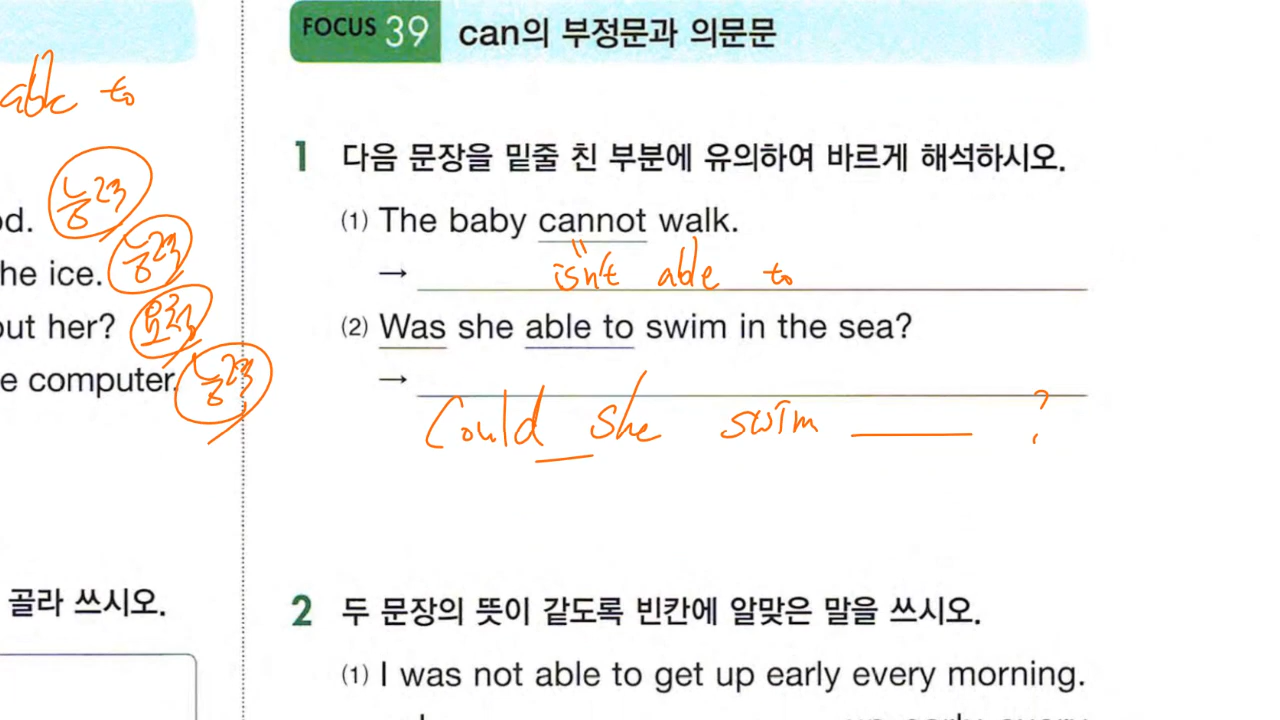 able to
od. 능력
he ice. 능력
out her? 요청
e computer. 능력
골라 쓰시오.
FOCUS 39 can의 부정문과 의문문
1 다음 문장을 밑줄 친 부분에 유의하여 바르게 해석하시오.
(1) The baby cannot walk.
→ isn't able to
(2) Was she able to swim in the sea?
→
Could she swim ____ ?
2 두 문장의 뜻이 같도록 빈칸에 알맞은 말을 쓰시오.
(1) I was not able to get up early every morning.
up early every